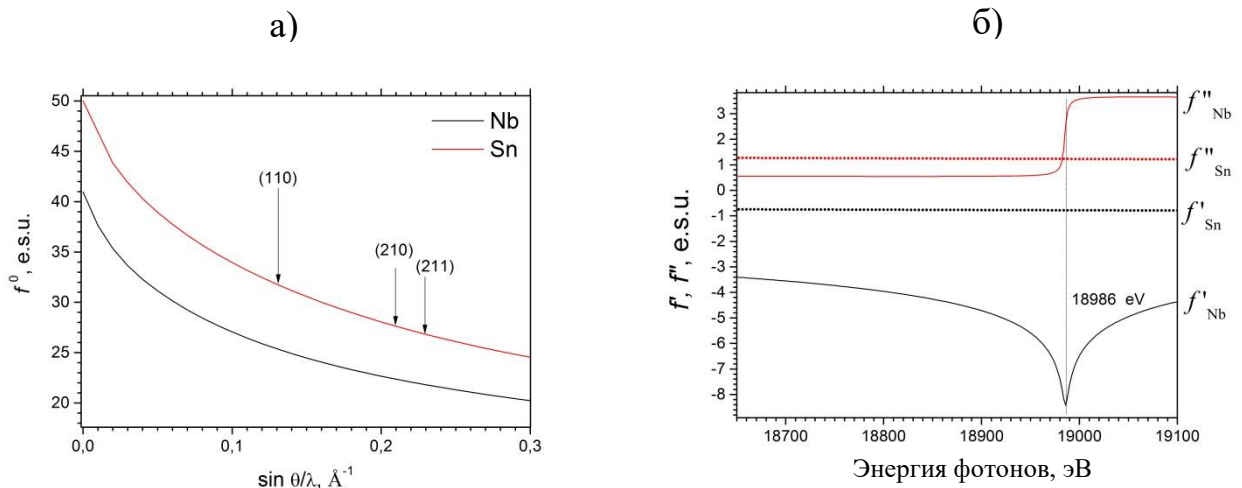 а)
50
45
40
35
30
25
20
f⁰, e.s.u.
Nb
Sn
(110)
(210)
(211)
0,0
0,1
0,2
0,3
sin θ/λ, Å⁻¹
б)
3
2
1
0
-1
-2
-3
-4
-5
-6
-7
-8
f', f'', e.s.u.
f''Nb
f''Sn
f'Sn
f'Nb
18986 eV
18700
18800
18900
19000
19100
Энергия фотонов, эВ